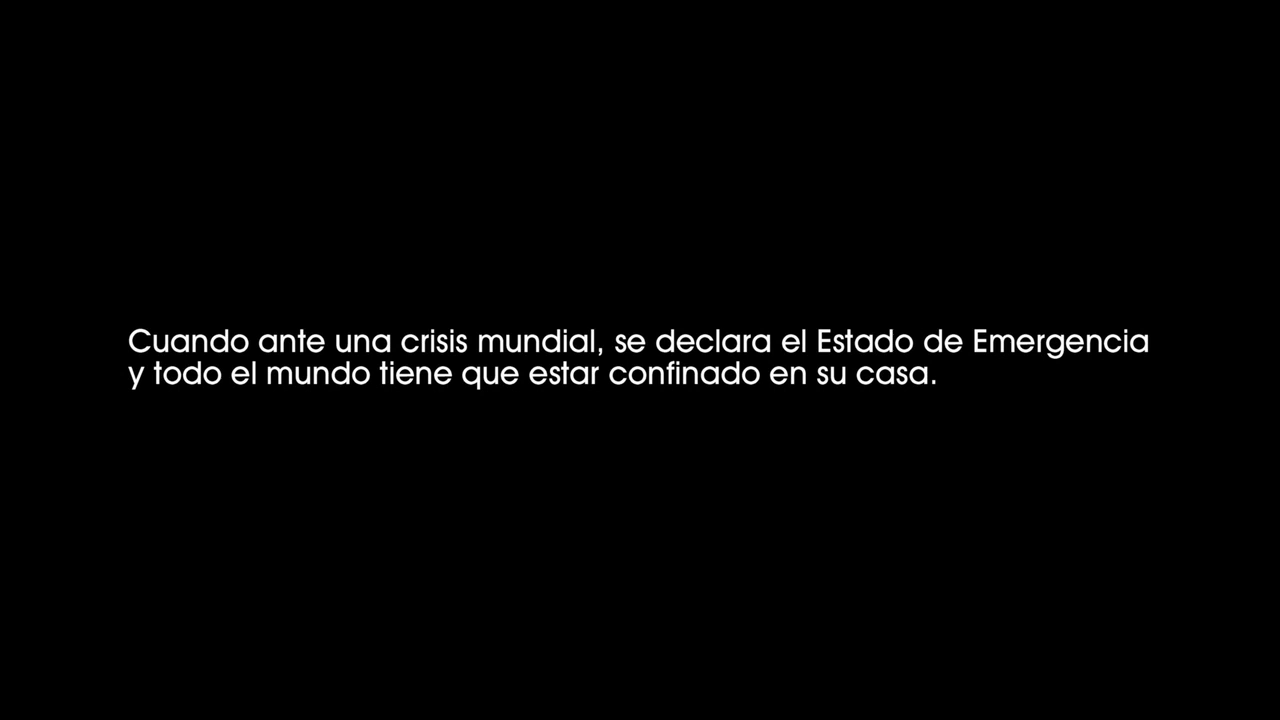 Cuando ante una crisis mundial, se declara el Estado de Emergencia
y todo el mundo tiene que estar confinado en su casa.